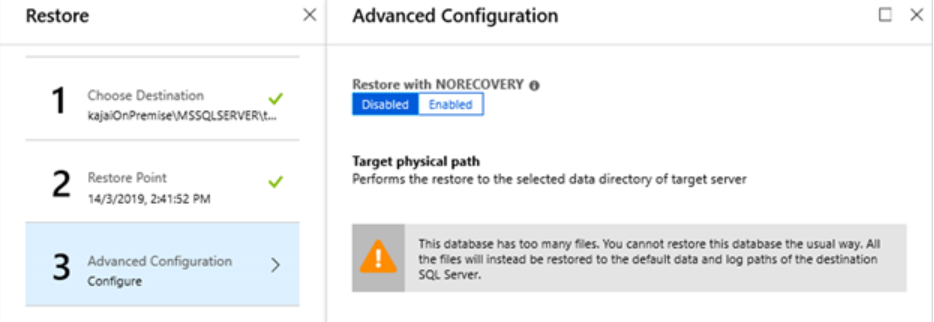 Restore
Advanced Configuration
1
Choose Destination
kajaiOnPremise\MSSQLSERVER\t...
2
Restore Point
14/3/2019, 2:41:52 PM
3
Advanced Configuration
Configure
Restore with NORECOVERY
Disabled
Enabled
Target physical path
Performs the restore to the selected data directory of target server
This database has too many files. You cannot restore this database the usual way. All
the files will instead be restored to the default data and log paths of the destination
SQL Server.